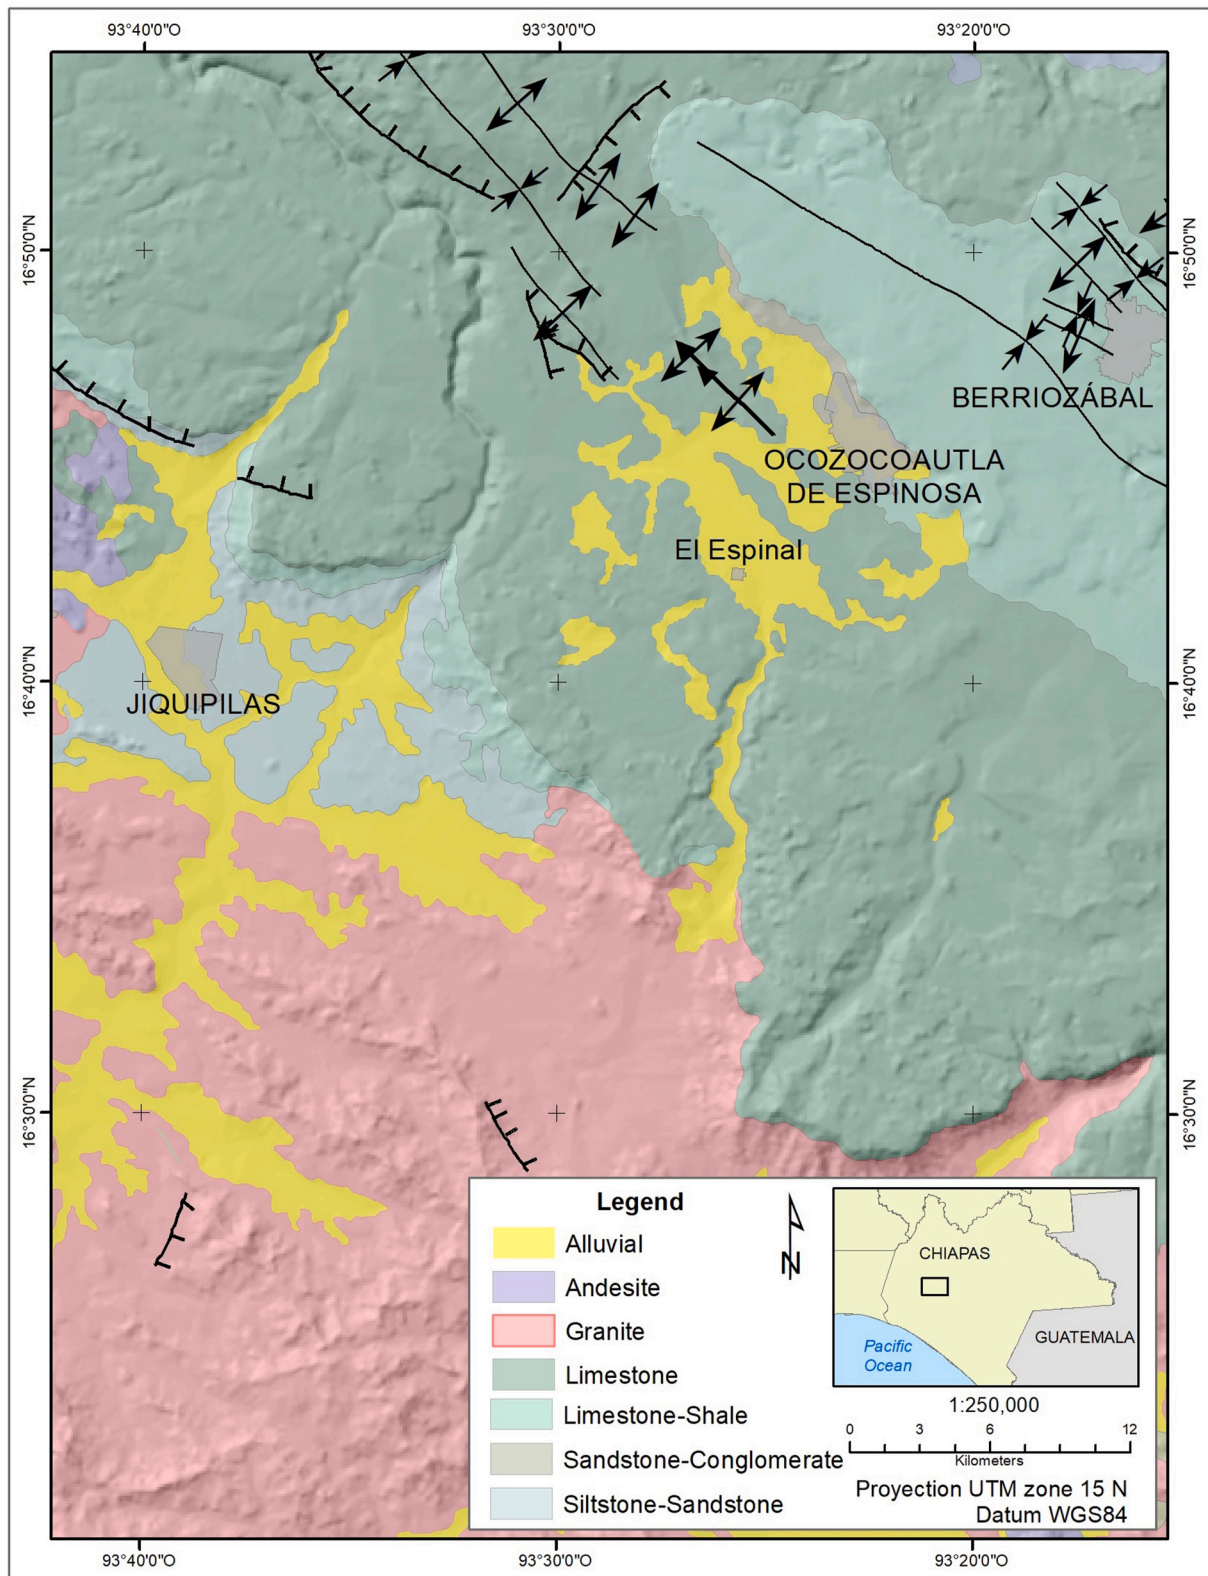 93°40'0"O
93°30'0"O
93°20'0"O
16°50'0"N
16°50'0"N
BERRIOZÁBAL
OCOZOCOAUTLA
DE ESPINOSA
El Espinal
16°40'0"N
16°40'0"N
JIQUIPILAS
16°30'0"N
16°30'0"N
Legend
Alluvial
Andesite
Granite
Limestone
Limestone-Shale
Sandstone-Conglomerate
Siltstone-Sandstone
N
CHIAPAS
GUATEMALA
Pacific
Ocean
1:250,000
0 3 6 12
Kilometers
Proyection UTM zone 15 N
Datum WGS84
93°40'0"O
93°30'0"O
93°20'0"O